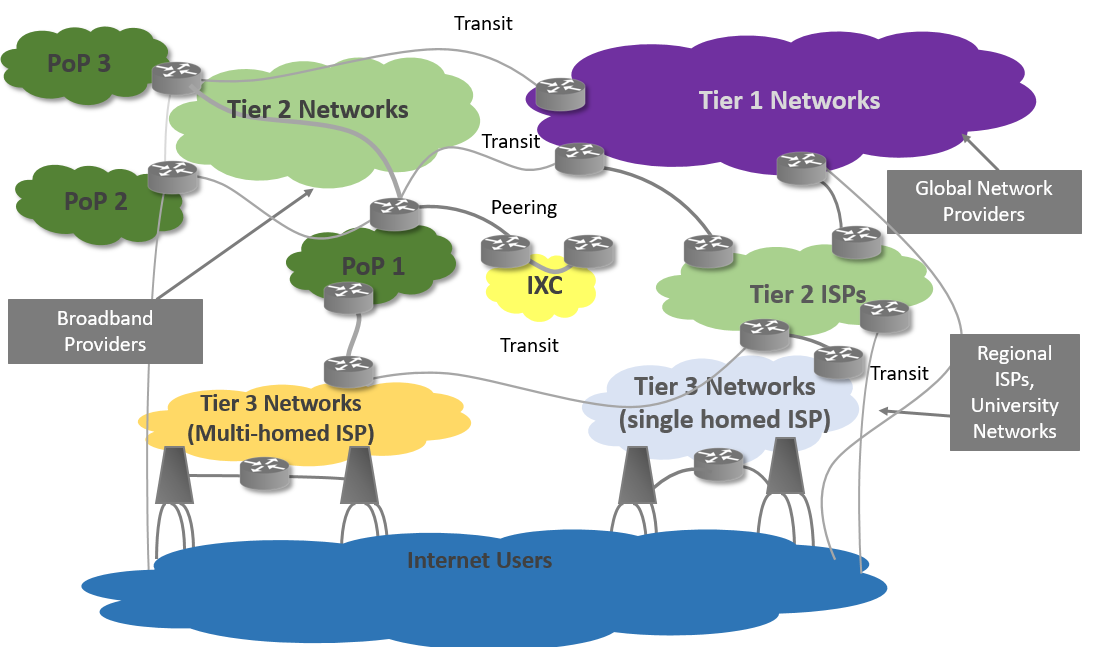 Transit
PoP 3
Tier 2 Networks
Tier 1 Networks
Transit
PoP 2
Global Network
Providers
Peering
PoP 1
IXC
Tier 2 ISPs
Broadband
Providers
Transit
Regional
ISPs,
University
Networks
Transit
Tier 3 Networks
(Multi-homed ISP)
Tier 3 Networks
(single homed ISP)
Internet Users